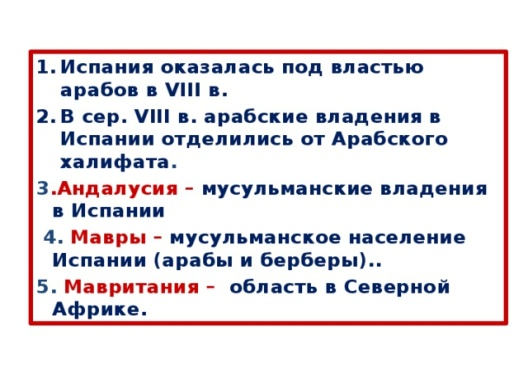 1. Испания оказалась под властью
арабов в VIII в.
2. В сер. VIII в. арабские владения в
Испании отделились от Арабского
халифата.
3.Андалусия – мусульманские владения
в Испании
4. Мавры – мусульманское население
Испании (арабы и берберы)..
5. Мавритания – область в Северной
Африке.